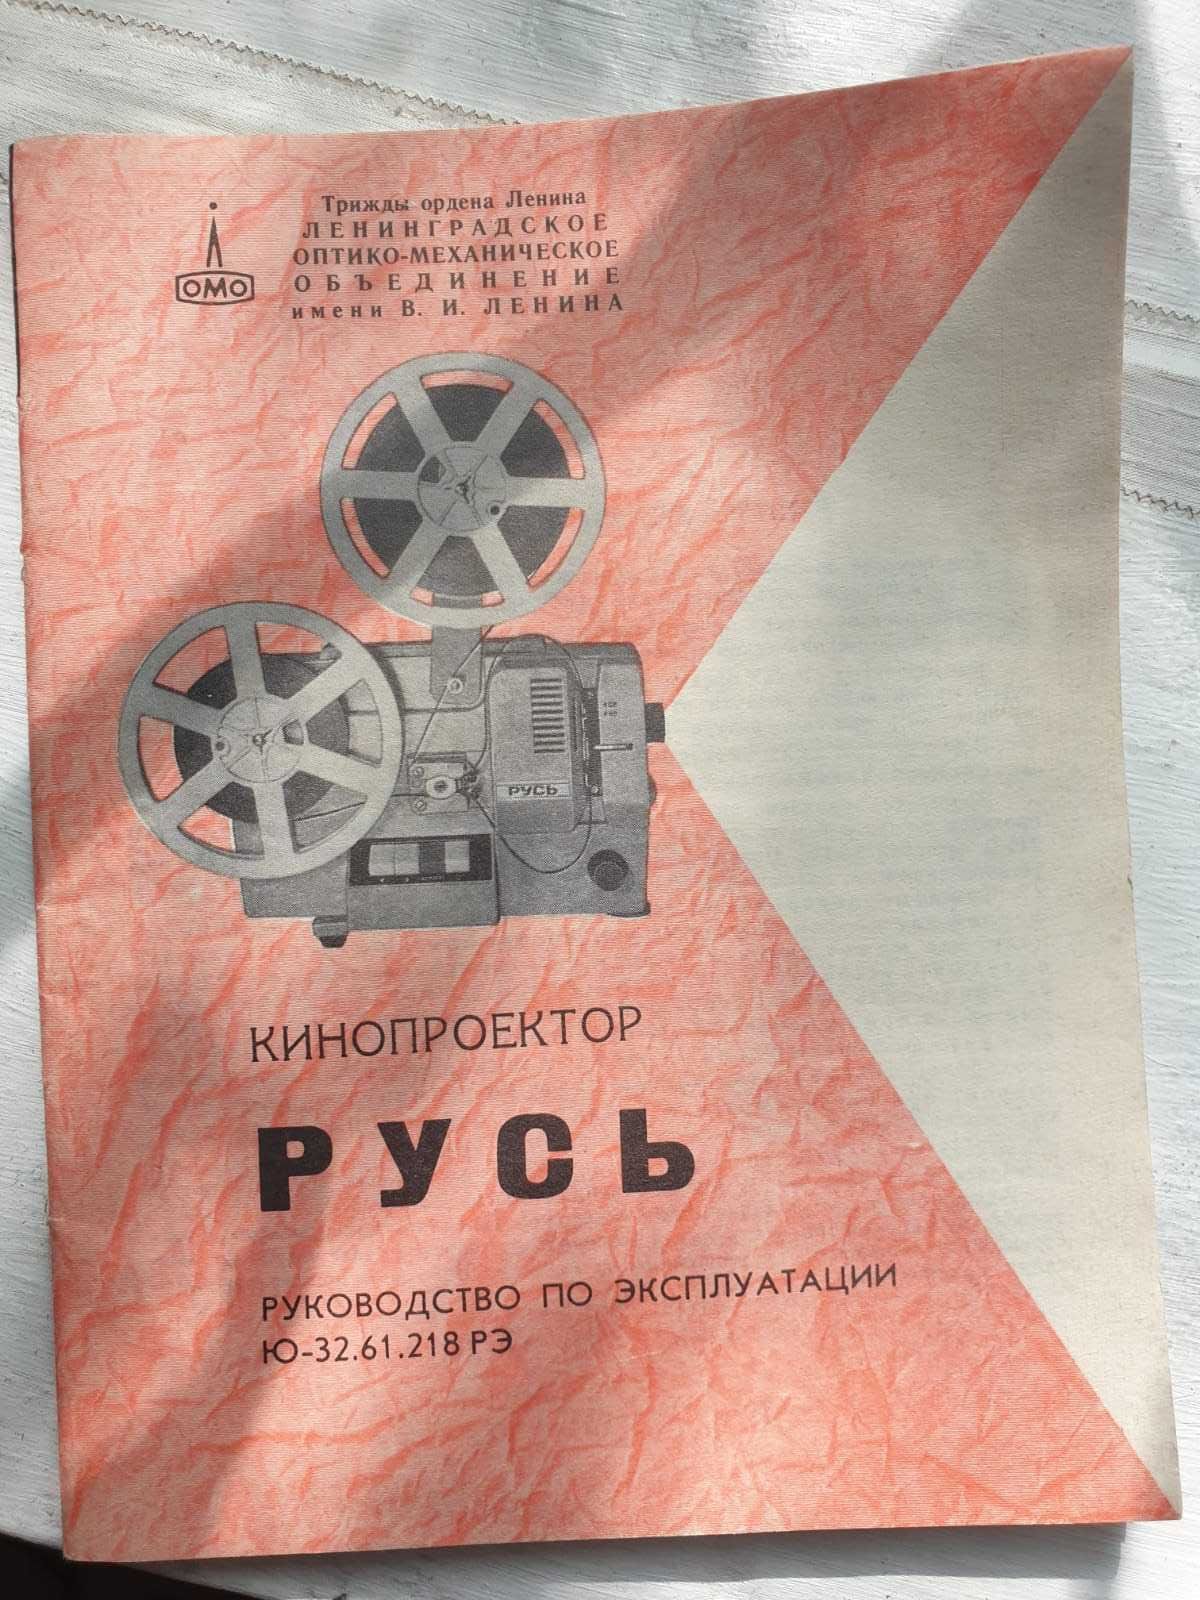 Трижды ордена Ленина
ЛЕНИНГРАДСКОЕ
ОПТИКО-МЕХАНИЧЕСКОЕ
ОБЪЕДИНЕНИЕ
имени В. И. ЛЕНИНА
ОМО
РУСЬ
КИНОПРОЕКТОР
РУСЬ
РУКОВОДСТВО ПО ЭКСПЛУАТАЦИИ
Ю-32.61.218 РЭ